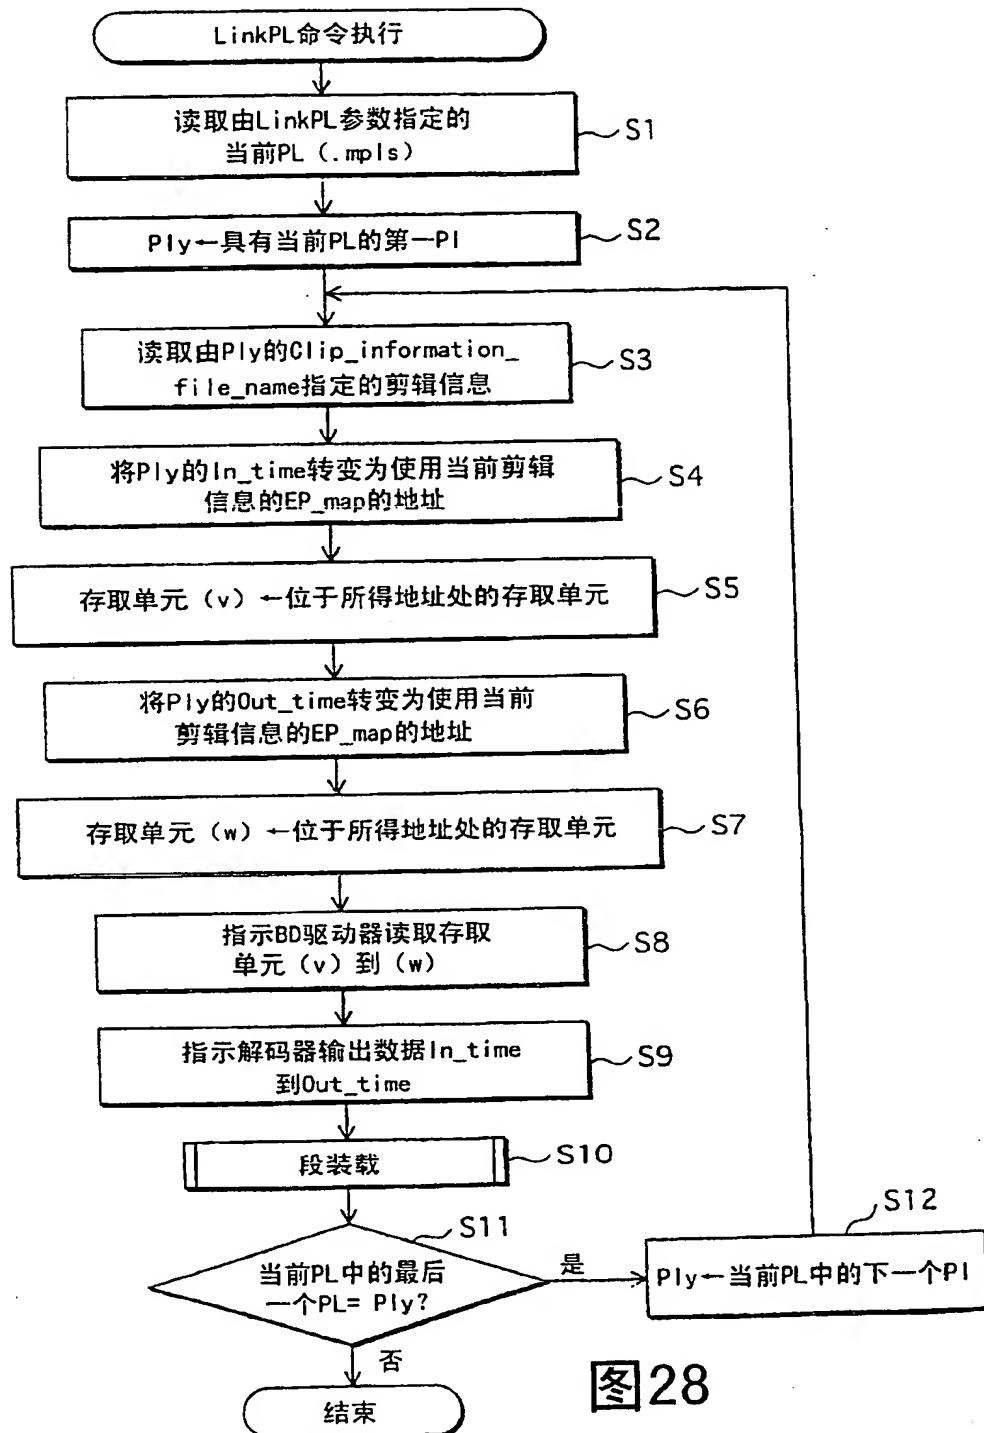 LinkPL命令执行
读取由LinkPL参数指定的
当前PL（.mpls）
S1
Ply←具有当前PL的第一PI
S2
读取由Ply的Clip_information_
file_name指定的剪辑信息
S3
将Ply的In_time转变为使用当前剪辑
信息的EP_map的地址
S4
存取单元（v）←位于所得地址处的存取单元
S5
将Ply的Out_time转变为使用当前
剪辑信息的EP_map的地址
S6
存取单元（w）←位于所得地址处的存取单元
S7
指示BD驱动器读取存取
单元（v）到（w）
S8
指示解码器输出数据In_time
到Out_time
S9
段装载
S10
S11
当前PL中的最后
一个PL= Ply？
是
S12
Ply←当前PL中的下一个PI
否
结束
图28